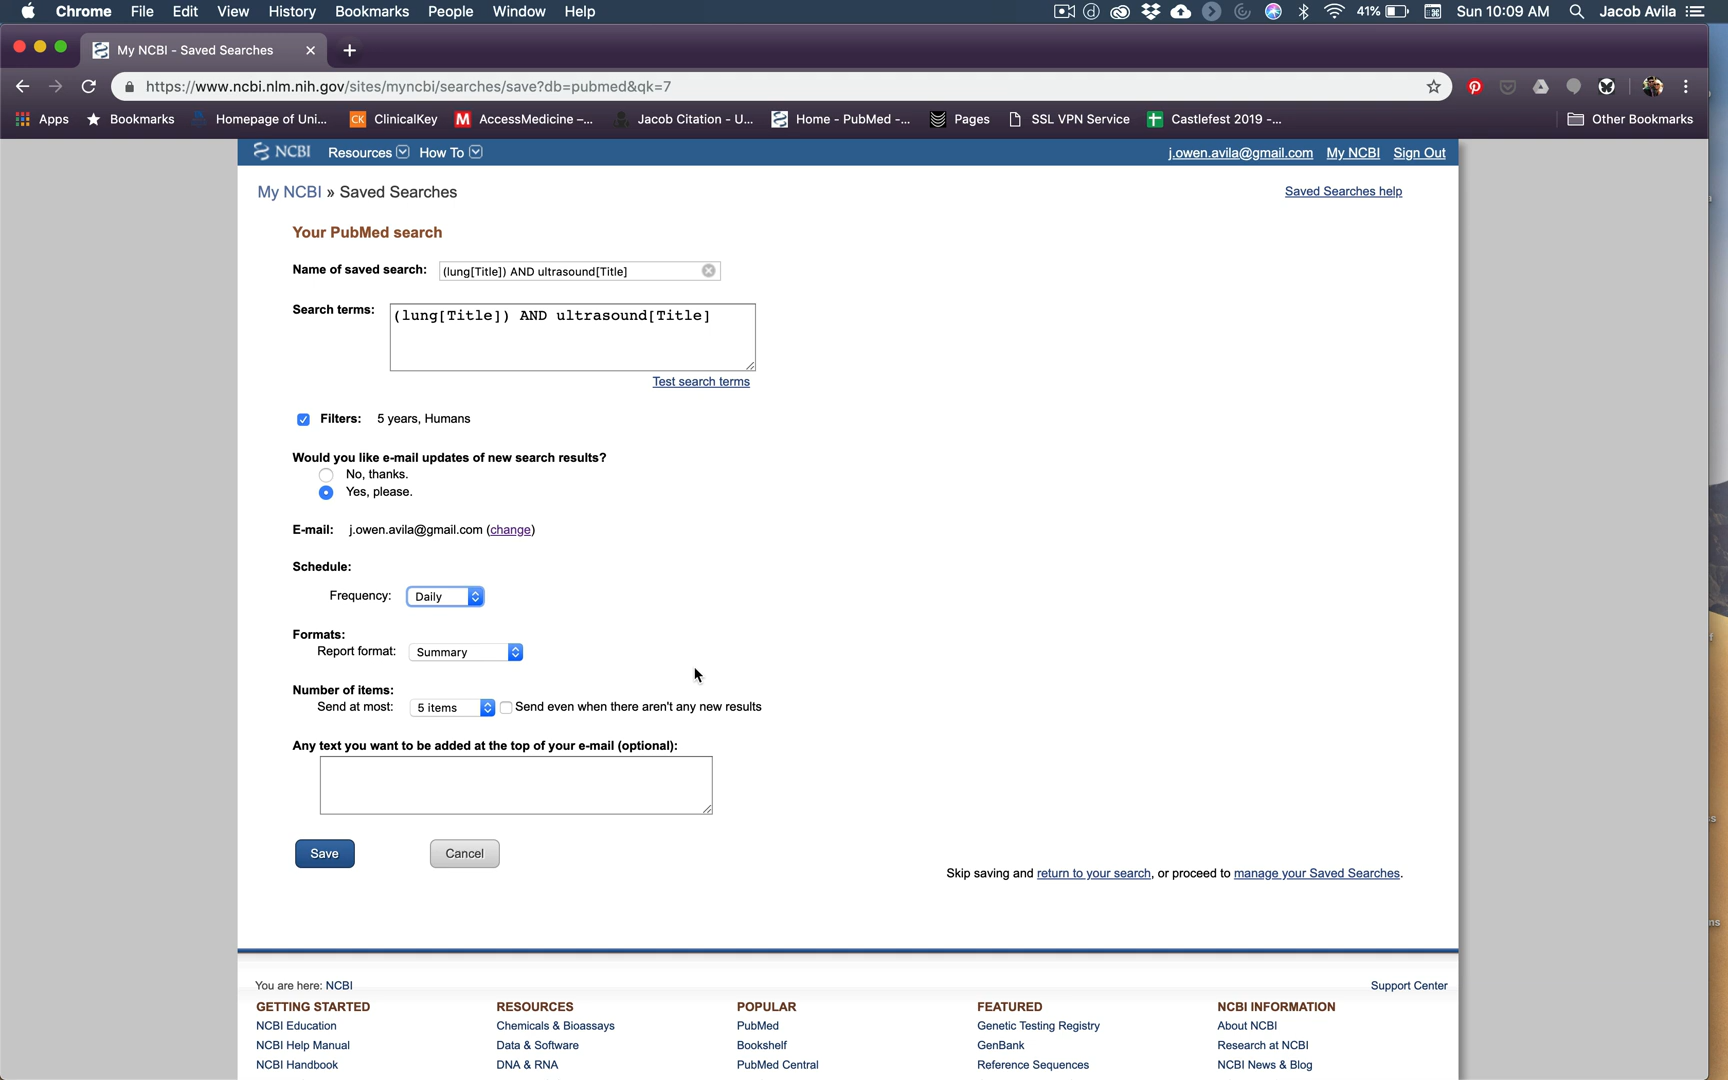 Chrome File Edit View History Bookmarks People Window Help 41% Sun 10:09 AM Jacob Avila
My NCBI - Saved Searches
https://www.ncbi.nlm.nih.gov/sites/myncbi/searches/save?db=pubmed&qk=7
Apps Bookmarks Homepage of Uni... CK ClinicalKey M AccessMedicine –... Jacob Citation - U... Home - PubMed -... Pages SSL VPN Service Castlefest 2019 -... Other Bookmarks
NCBI Resources How To j.owen.avila@gmail.com My NCBI Sign Out
My NCBI » Saved Searches Saved Searches help
Your PubMed search
Name of saved search: (lung[Title]) AND ultrasound[Title]
Search terms: (lung[Title]) AND ultrasound[Title]
Test search terms
Filters: 5 years, Humans
Would you like e-mail updates of new search results?
No, thanks.
Yes, please.
E-mail: j.owen.avila@gmail.com (change)
Schedule:
Frequency: Daily
Formats:
Report format: Summary
Number of items:
Send at most: 5 items Send even when there aren't any new results
Any text you want to be added at the top of your e-mail (optional):
Save Cancel
Skip saving and return to your search, or proceed to manage your Saved Searches.
You are here: NCBI Support Center
GETTING STARTED RESOURCES POPULAR FEATURED NCBI INFORMATION
NCBI Education Chemicals & Bioassays PubMed Genetic Testing Registry About NCBI
NCBI Help Manual Data & Software Bookshelf GenBank Research at NCBI
NCBI Handbook DNA & RNA PubMed Central Reference Sequences NCBI News & Blog